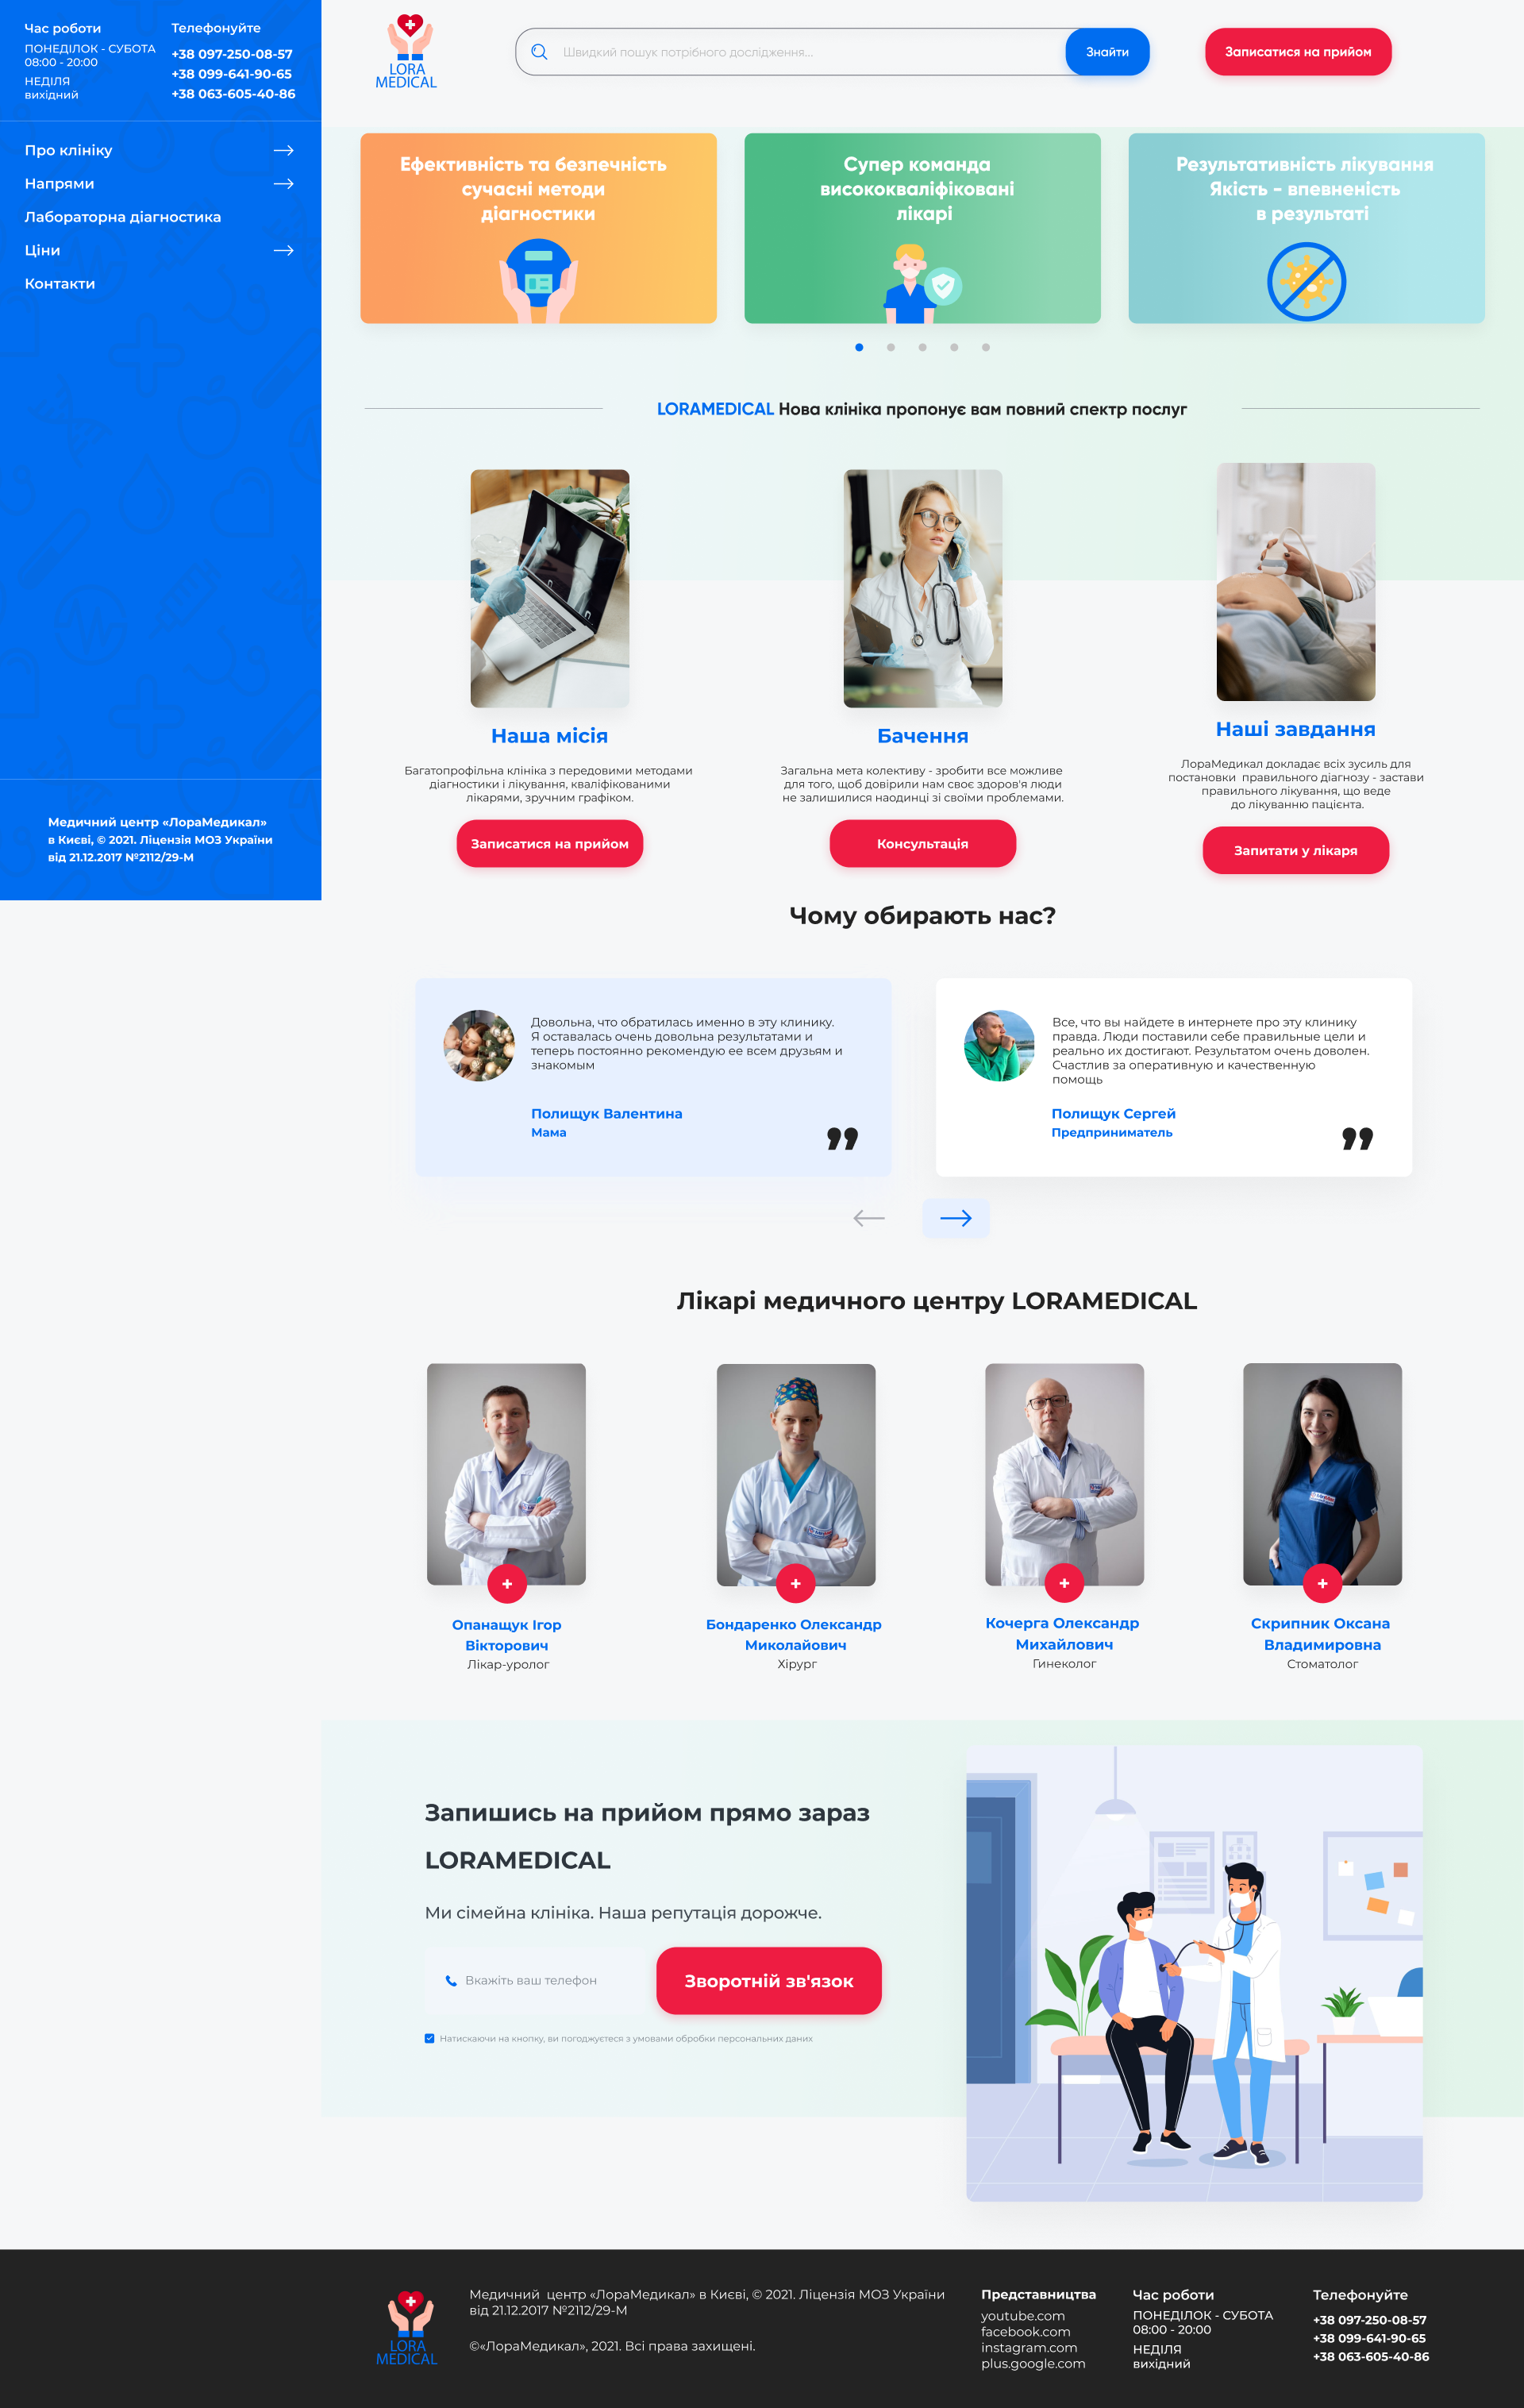 Час роботи
ПОНЕДІЛОК - СУБОТА
08:00 - 20:00
НЕДІЛЯ
вихідний
Телефонуйте
+38 097-250-08-57
+38 099-641-90-65
+38 063-605-40-86
Про клініку
Напрями
Лабораторна діагностика
Ціни
Контакти
Медичний центр «ЛораМедикал»
в Києві, © 2021. Ліцензія МОЗ України
від 21.12.2017 №2112/29-М
LORA
MEDICAL
Швидкий пошук потрібного дослідження...
Знайти
Записатися на прийом
Ефективність та безпечність
сучасні методи
діагностики
Супер команда
висококваліфіковані
лікарі
Результативність лікування
Якість - впевненість
в результаті
LORAMEDICAL Нова клініка пропонує вам повний спектр послуг
Наша місія
Багатопрофільна клініка з передовими методами
діагностики і лікування, кваліфікованими
лікарями, зручним графіком.
Записатися на прийом
Бачення
Загальна мета колективу - зробити все можливе
для того, щоб довірили нам своє здоров'я люди
не залишилися наодинці зі своїми проблемами.
Консультація
Наші завдання
ЛораМедикал докладає всіх зусиль для
постановки правильного діагнозу - застави
правильного лікування, що веде
до лікуванню пацієнта.
Запитати у лікаря
Чому обирають нас?
Довольна, что обратилась именно в эту клинику.
Я оставалась очень довольна результатами и
теперь постоянно рекомендую ее всем друзьям и
знакомым
Полищук Валентина
Мама
Все, что вы найдете в интернете про эту клинику
правда. Люди поставили себе правильные цели и
реально их достигают. Результатом очень доволен.
Счастлив за оперативную и качественную
помощь
Полищук Сергей
Предприниматель
Лікарі медичного центру LORAMEDICAL
Опанащук Ігор
Вікторович
Лікар-уролог
Бондаренко Олександр
Миколайович
Хірург
Кочерга Олександр
Михайлович
Гинеколог
Скрипник Оксана
Владимировна
Стоматолог
Запишись на прийом прямо зараз
LORAMEDICAL
Ми сімейна клініка. Наша репутація дорожче.
Вкажіть ваш телефон
Зворотній зв'язок
Натискаючи на кнопку, ви погоджуєтеся з умовами обробки персональних даних
LORA
MEDICAL
Медичний центр «ЛораМедикал» в Києві, © 2021. Ліцензія МОЗ України
від 21.12.2017 №2112/29-М
©«ЛораМедикал», 2021. Всі права захищені.
Представництва
youtube.com
facebook.com
instagram.com
plus.google.com
Час роботи
ПОНЕДІЛОК - СУБОТА
08:00 - 20:00
НЕДІЛЯ
вихідний
Телефонуйте
+38 097-250-08-57
+38 099-641-90-65
+38 063-605-40-86